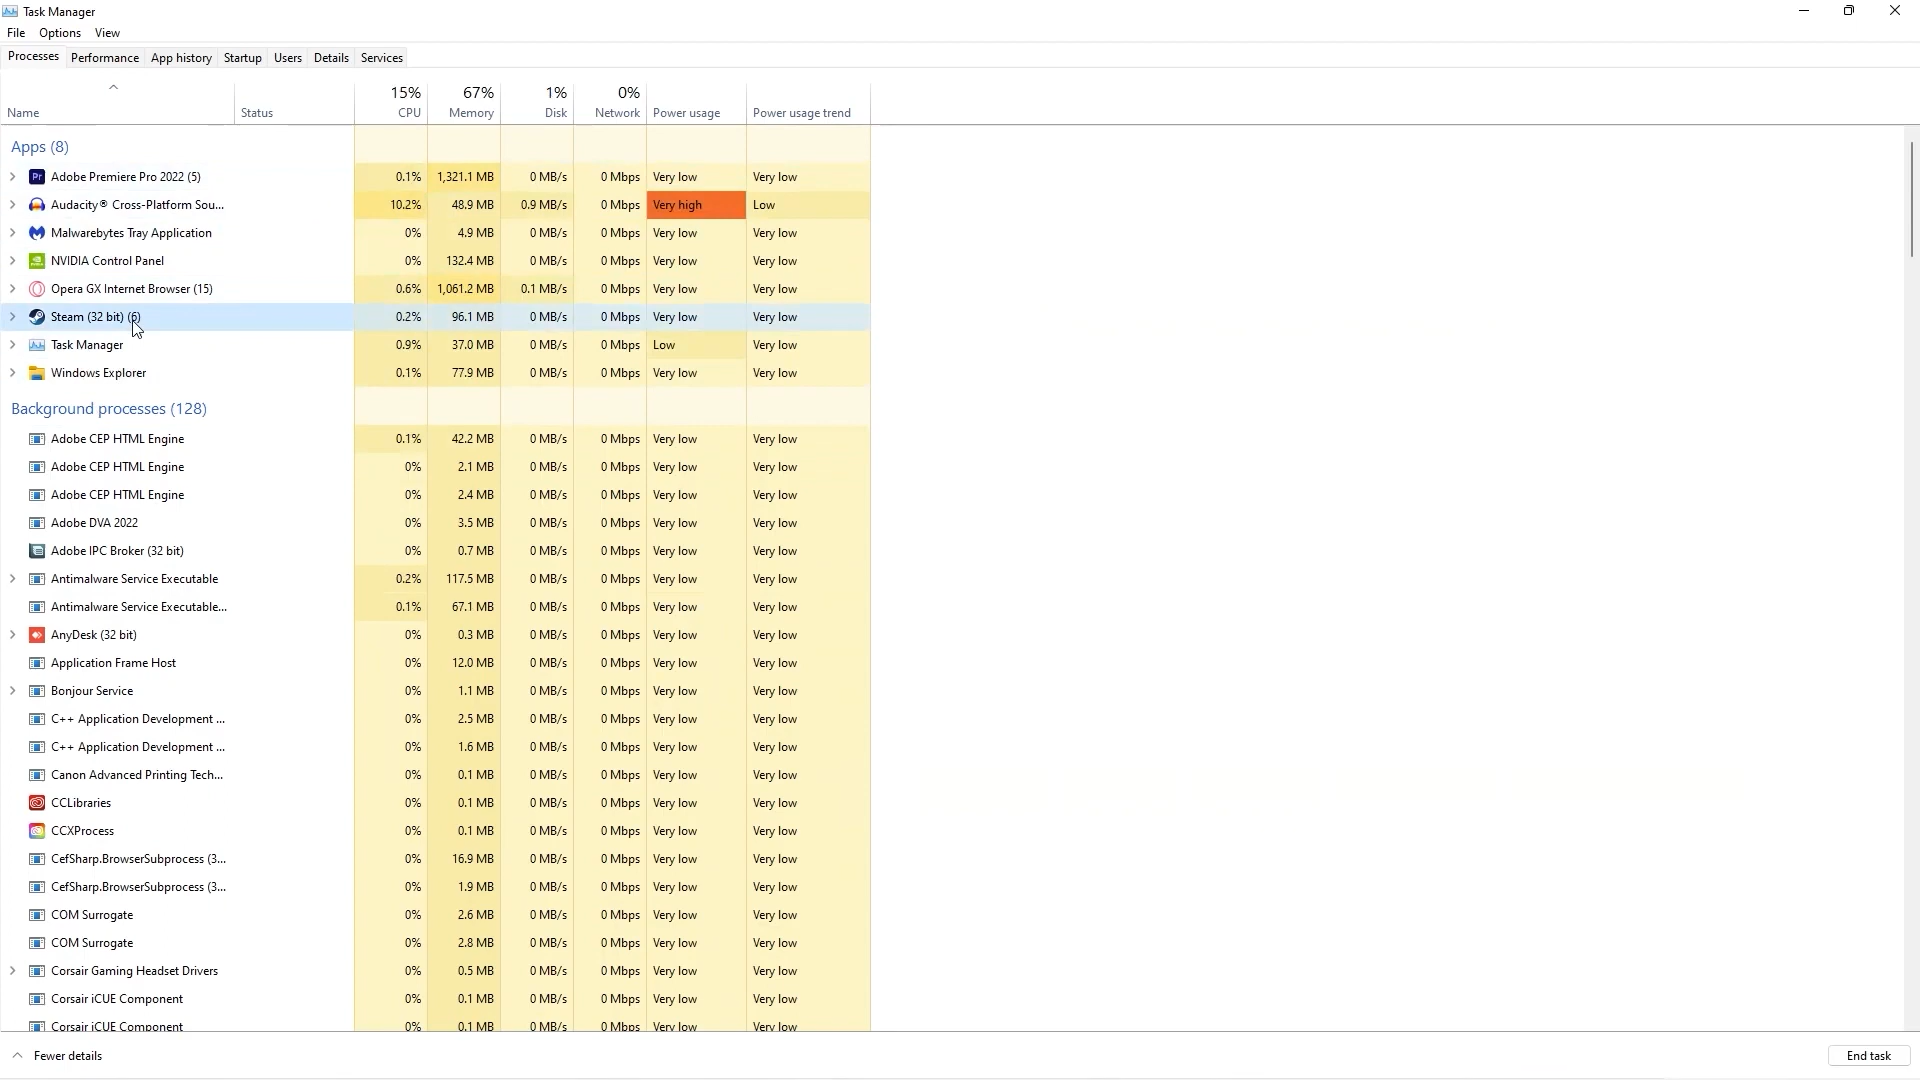 Task Manager
File Options View
Processes Performance App history Startup Users Details Services
15% 67% 1% 0%
Name Status CPU Memory Disk Network Power usage Power usage trend
Apps (8)
Adobe Premiere Pro 2022 (5) 0.1% 1,321.1 MB 0 MB/s 0 Mbps Very low Very low
Audacity® Cross-Platform Sou... 10.2% 48.9 MB 0.9 MB/s 0 Mbps Very high Low
Malwarebytes Tray Application 0% 4.9 MB 0 MB/s 0 Mbps Very low Very low
NVIDIA Control Panel 0% 132.4 MB 0 MB/s 0 Mbps Very low Very low
Opera GX Internet Browser (15) 0.6% 1,061.2 MB 0.1 MB/s 0 Mbps Very low Very low
Steam (32 bit) (6) 0.2% 96.1 MB 0 MB/s 0 Mbps Very low Very low
Task Manager 0.9% 37.0 MB 0 MB/s 0 Mbps Low Very low
Windows Explorer 0.1% 77.9 MB 0 MB/s 0 Mbps Very low Very low
Background processes (128)
Adobe CEP HTML Engine 0.1% 42.2 MB 0 MB/s 0 Mbps Very low Very low
Adobe CEP HTML Engine 0% 2.1 MB 0 MB/s 0 Mbps Very low Very low
Adobe CEP HTML Engine 0% 2.4 MB 0 MB/s 0 Mbps Very low Very low
Adobe DVA 2022 0% 3.5 MB 0 MB/s 0 Mbps Very low Very low
Adobe IPC Broker (32 bit) 0% 0.7 MB 0 MB/s 0 Mbps Very low Very low
Antimalware Service Executable 0.2% 117.5 MB 0 MB/s 0 Mbps Very low Very low
Antimalware Service Executable... 0.1% 67.1 MB 0 MB/s 0 Mbps Very low Very low
AnyDesk (32 bit) 0% 0.3 MB 0 MB/s 0 Mbps Very low Very low
Application Frame Host 0% 12.0 MB 0 MB/s 0 Mbps Very low Very low
Bonjour Service 0% 1.1 MB 0 MB/s 0 Mbps Very low Very low
C++ Application Development ... 0% 2.5 MB 0 MB/s 0 Mbps Very low Very low
C++ Application Development ... 0% 1.6 MB 0 MB/s 0 Mbps Very low Very low
Canon Advanced Printing Tech... 0% 0.1 MB 0 MB/s 0 Mbps Very low Very low
CCLibraries 0% 0.1 MB 0 MB/s 0 Mbps Very low Very low
CCXProcess 0% 0.1 MB 0 MB/s 0 Mbps Very low Very low
CefSharp.BrowserSubprocess (3... 0% 16.9 MB 0 MB/s 0 Mbps Very low Very low
CefSharp.BrowserSubprocess (3... 0% 1.9 MB 0 MB/s 0 Mbps Very low Very low
COM Surrogate 0% 2.6 MB 0 MB/s 0 Mbps Very low Very low
COM Surrogate 0% 2.8 MB 0 MB/s 0 Mbps Very low Very low
Corsair Gaming Headset Drivers 0% 0.5 MB 0 MB/s 0 Mbps Very low Very low
Corsair iCUE Component 0% 0.1 MB 0 MB/s 0 Mbps Very low Very low
Corsair iCUE Component 0% 0.1 MB 0 MB/s 0 Mbps Very low Very low
Fewer details End task